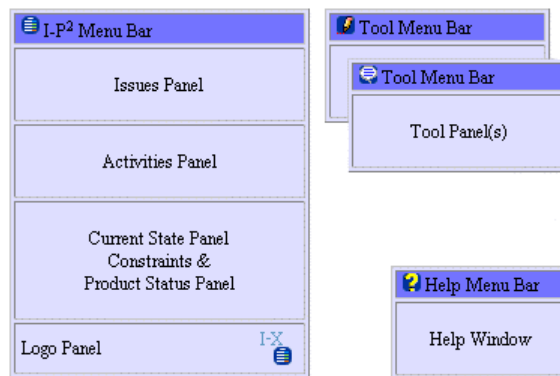 I-P² Menu Bar
Issues Panel
Activities Panel
Current State Panel
Constraints &
Product Status Panel
Logo Panel
I-X
Tool Menu Bar
Tool Menu Bar
Tool Panel(s)
Help Menu Bar
Help Window